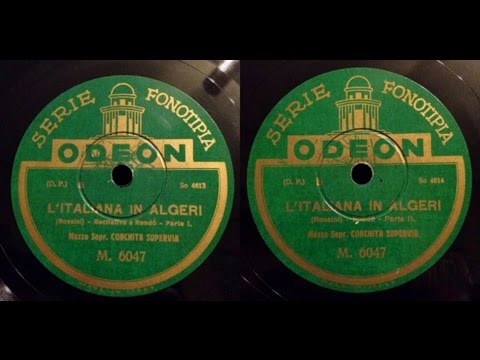 SERIE FONOTIPIA
ODEON
(D. P.) So 4613
L'ITALIANA IN ALGERI
(Rossini) - Recitativo e Rondò - Parte I.
Mezzo Sopr. CONCHITA SUPERVIA
M. 6047
SERIE FONOTIPIA
ODEON
(D. P.) So 4614
L'ITALIANA IN ALGERI
(Rossini) - Rondò - Parte II.
Mezzo Sopr. CONCHITA SUPERVIA
M. 6047